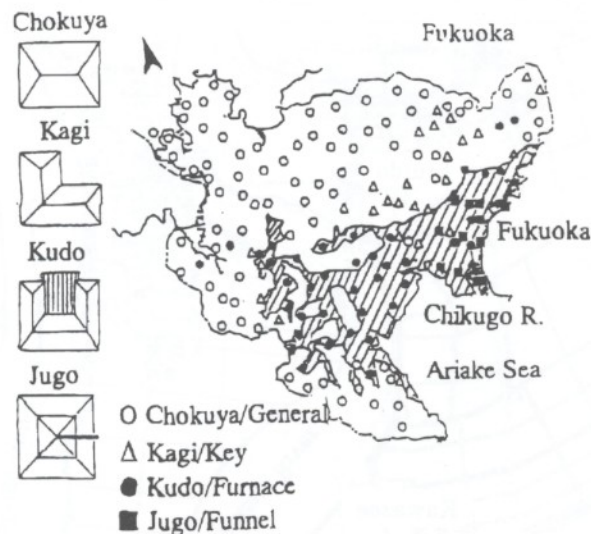 Chokuya
Kagi
Kudo
Jugo
Fukuoka
Fukuoka
Chikugo R.
Ariake Sea
Chokuya/General
Kagi/Key
Kudo/Furnace
Jugo/Funnel